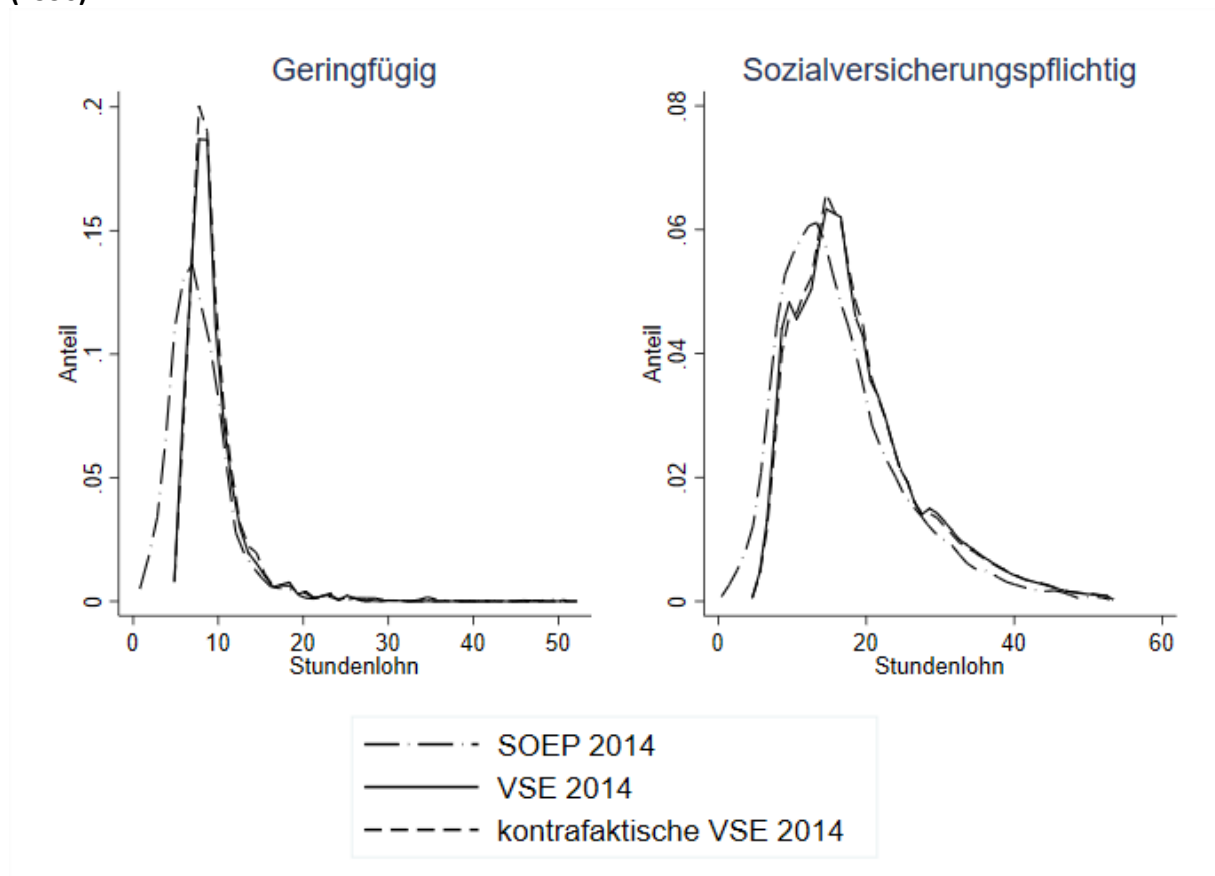 Geringfügig
Sozialversicherungspflichtig
Anteil
0
.05
.1
.15
.2
0
10
20
30
40
50
Stundenlohn
Anteil
0
.02
.04
.06
.08
0
20
40
60
Stundenlohn
SOEP 2014
VSE 2014
kontrafaktische VSE 2014